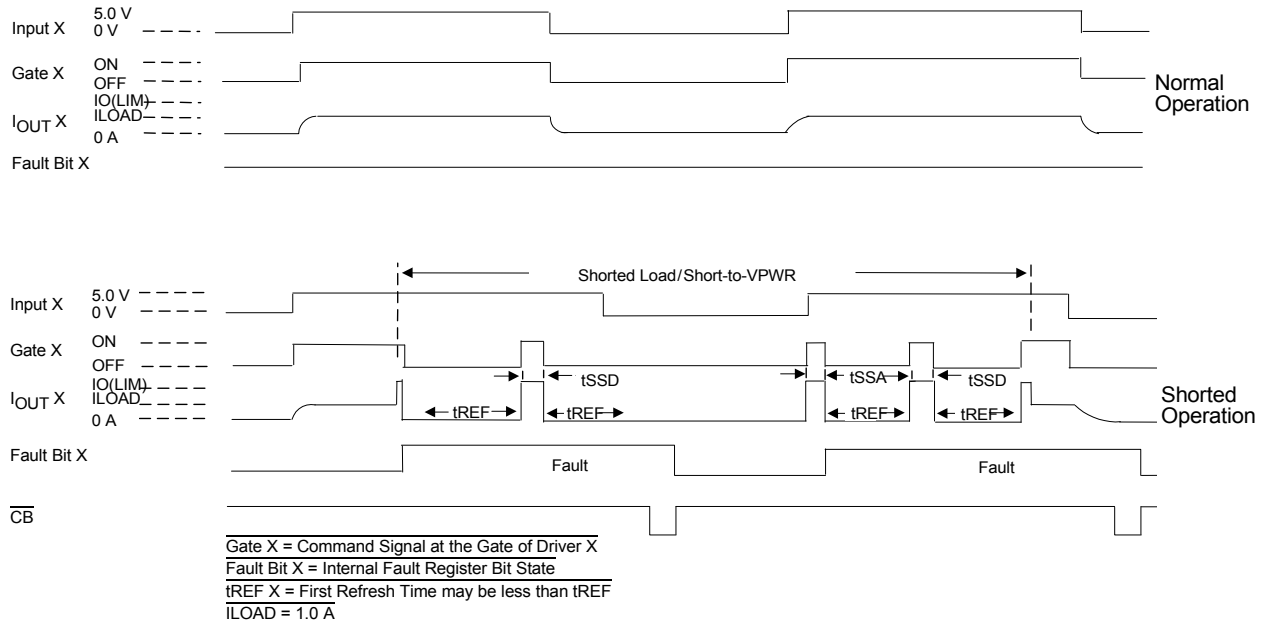 Input X 5.0 V
0 V
Gate X ON
OFF
IO(LIM)
IOUT X ILOAD
0 A
Fault Bit X
Normal
Operation
Shorted Load/Short-to-VPWR
Input X 5.0 V
0 V
Gate X ON
OFF
IO(LIM)
IOUT X ILOAD
0 A
tSSD tSSA tSSD
tREF tREF tREF tREF
Shorted
Operation
Fault Bit X Fault Fault
CB
Gate X = Command Signal at the Gate of Driver X
Fault Bit X = Internal Fault Register Bit State
tREF X = First Refresh Time may be less than tREF
ILOAD = 1.0 A